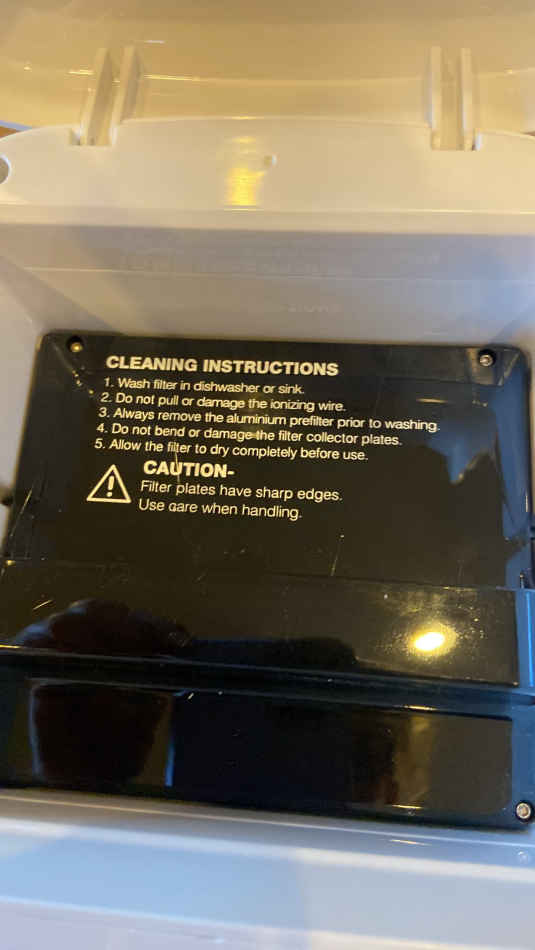 CLEANING INSTRUCTIONS
1. Wash filter in dishwasher or sink.
2. Do not pull or damage the ionizing wire.
3. Always remove the aluminium prefilter prior to washing.
4. Do not bend or damage the filter collector plates.
5. Allow the filter to dry completely before use.
CAUTION-
Filter plates have sharp edges.
Use care when handling.